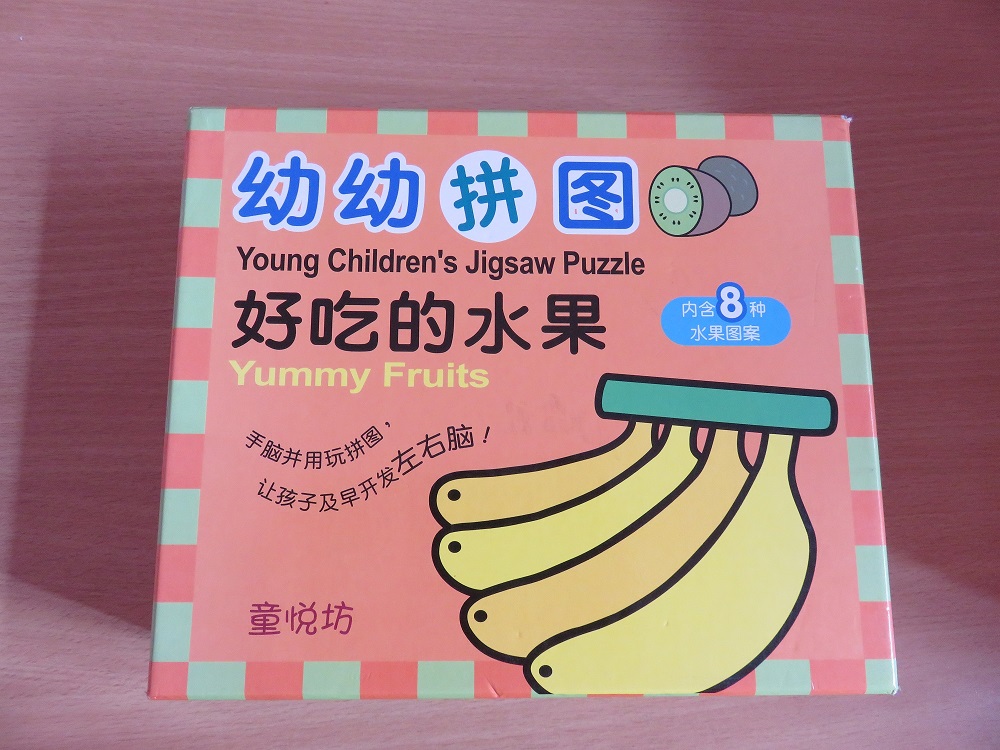 幼幼拼图
Young Children's Jigsaw Puzzle
好吃的水果
内含8种
水果图案
Yummy Fruits
手脑并用玩拼图，
让孩子及早开发左右脑！
童悦坊